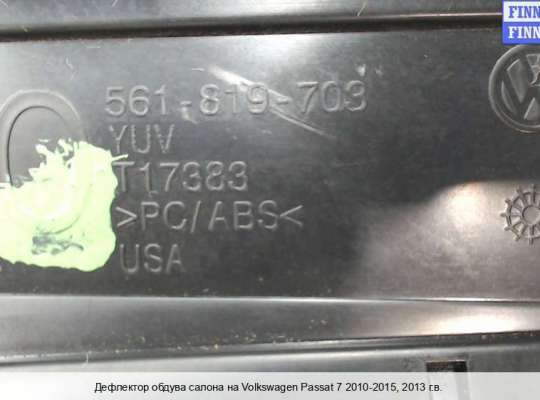 FINN
FINN
561-819-703
YUV
T17383
>PC/ABS<
USA
Дефлектор обдува салона на Volkswagen Passat 7 2010-2015, 2013 г.в.